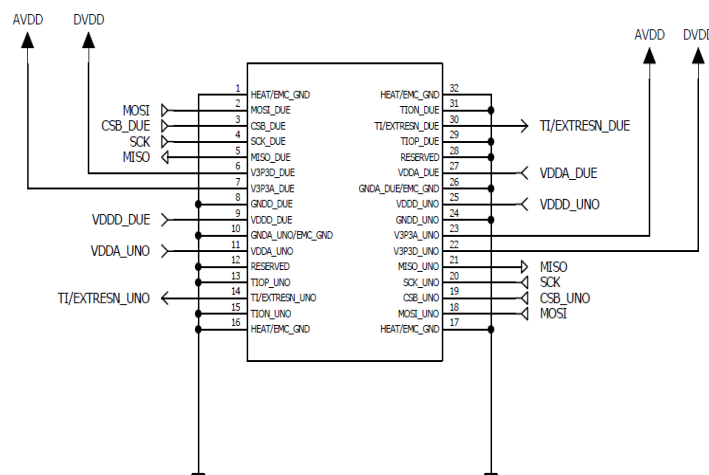 AVDD DVDD
AVDD DVDD
1 HEAT/EMC_GND HEAT/EMC_GND 32
MOSI 2 MOSI_DUE TION_DUE 31
CSB_DUE 3 CSB_DUE TI/EXTRESN_DUE 30 TI/EXTRESN_DUE
SCK 4 SCK_DUE TIOP_DUE 29
MISO 5 MISO_DUE RESERVED 28
6 V3P3D_DUE VDDA_DUE 27 VDDA_DUE
7 V3P3A_DUE GNDA_DUE/EMC_GND 26
8 GNDD_DUE VDDD_UNO 25 VDDD_UNO
VDDD_DUE 9 VDDD_DUE GNDD_UNO 24
10 GNDA_UNO/EMC_GND V3P3A_UNO 23
VDDA_UNO 11 VDDA_UNO V3P3D_UNO 22
12 RESERVED MISO_UNO 21 MISO
13 TIOP_UNO SCK_UNO 20 SCK
TI/EXTRESN_UNO 14 TI/EXTRESN_UNO CSB_UNO 19 CSB_UNO
15 TION_UNO MOSI_UNO 18 MOSI
16 HEAT/EMC_GND HEAT/EMC_GND 17